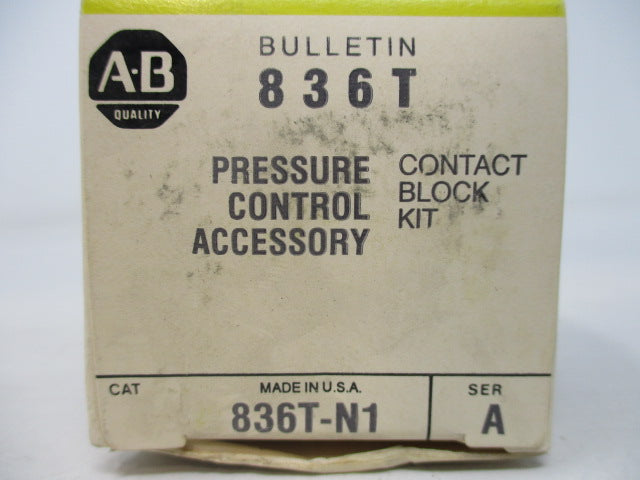 A-B
QUALITY
BULLETIN
836T
PRESSURE
CONTROL
ACCESSORY
CONTACT
BLOCK
KIT
CAT
MADE IN U.S.A.
SER
836T-N1
A